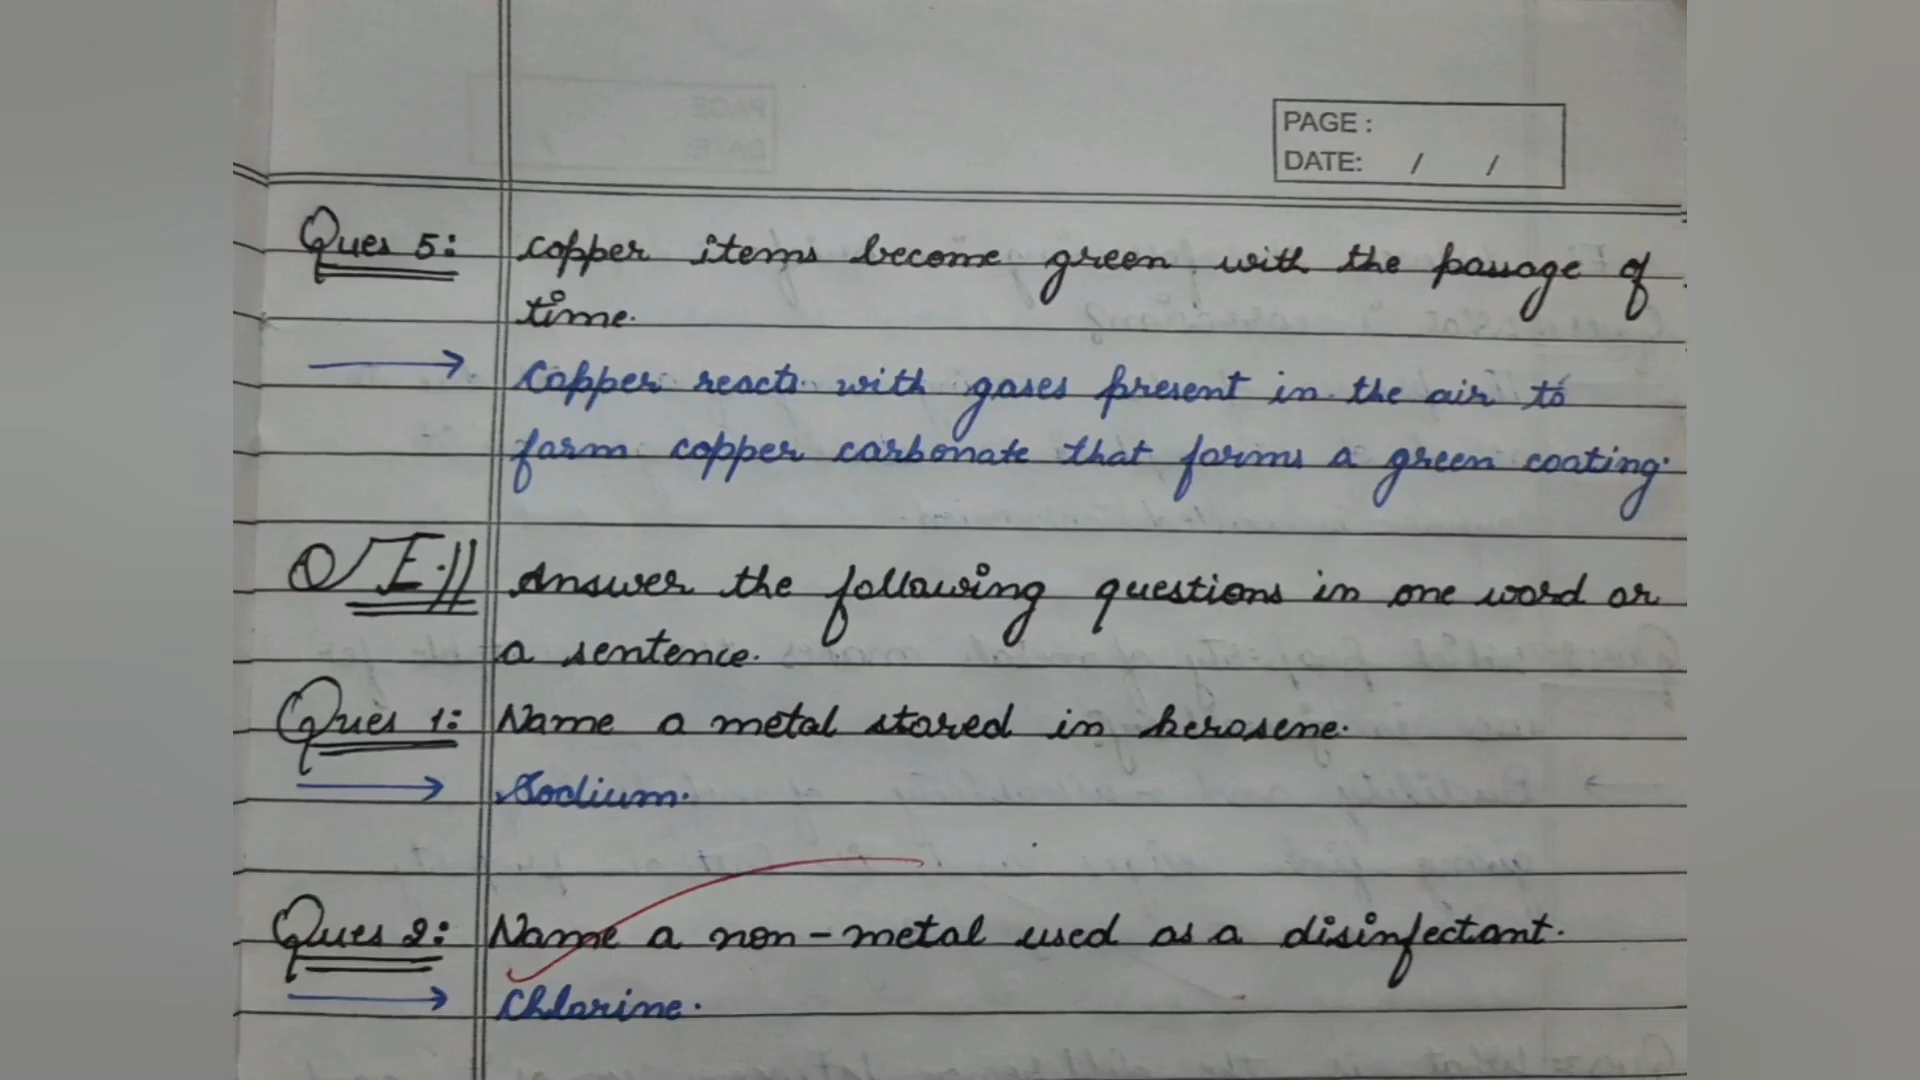 PAGE :
DATE: / /
Ques 5: copper items become green with the passage of
time.
→ Copper reacts with gases present in the air to
form copper carbonate that forms a green coating.
Q/E.// Answer the following questions in one word or
a sentence.
Ques 1: Name a metal stored in kerosene.
→ Sodium.
Ques 2: Name a non-metal used as a disinfectant.
→ Chlorine.